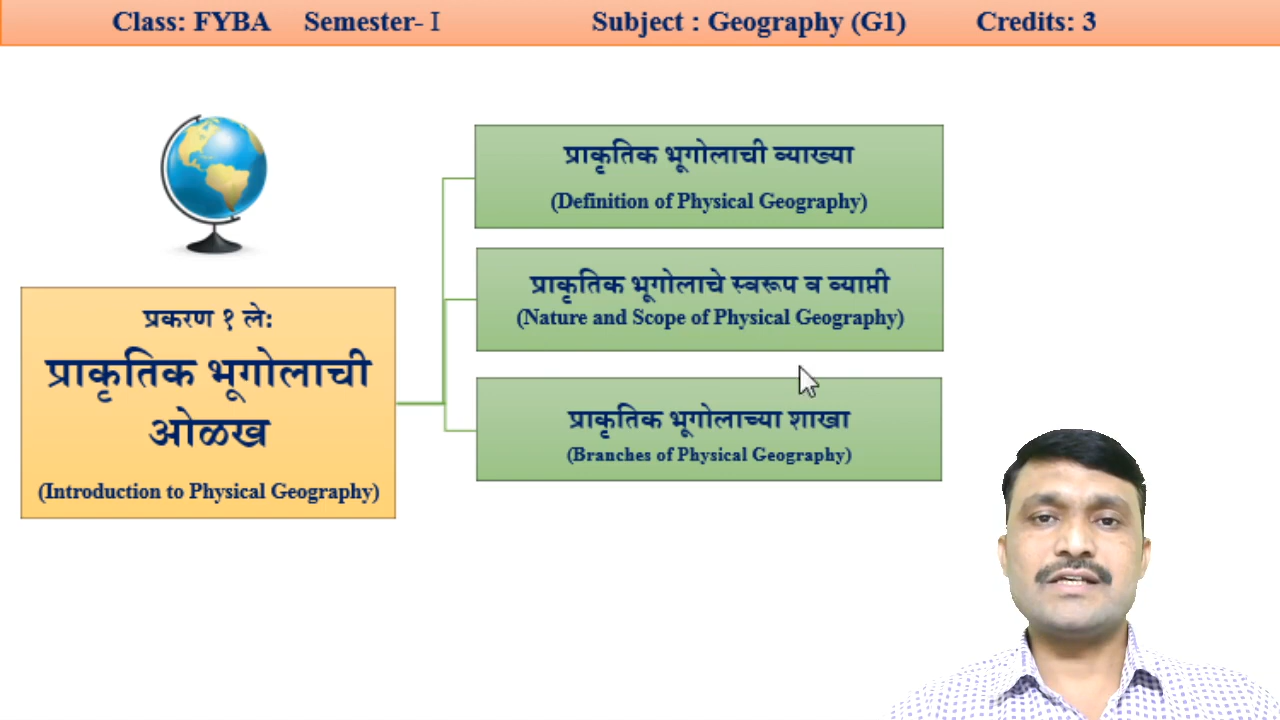 Class: FYBA Semester- I Subject : Geography (G1) Credits: 3
प्रकरण १ ले:
प्राकृतिक भूगोलाची
ओळख
(Introduction to Physical Geography)
प्राकृतिक भूगोलाची व्याख्या
(Definition of Physical Geography)
प्राकृतिक भूगोलाचे स्वरूप व व्याप्ती
(Nature and Scope of Physical Geography)
प्राकृतिक भूगोलाच्या शाखा
(Branches of Physical Geography)